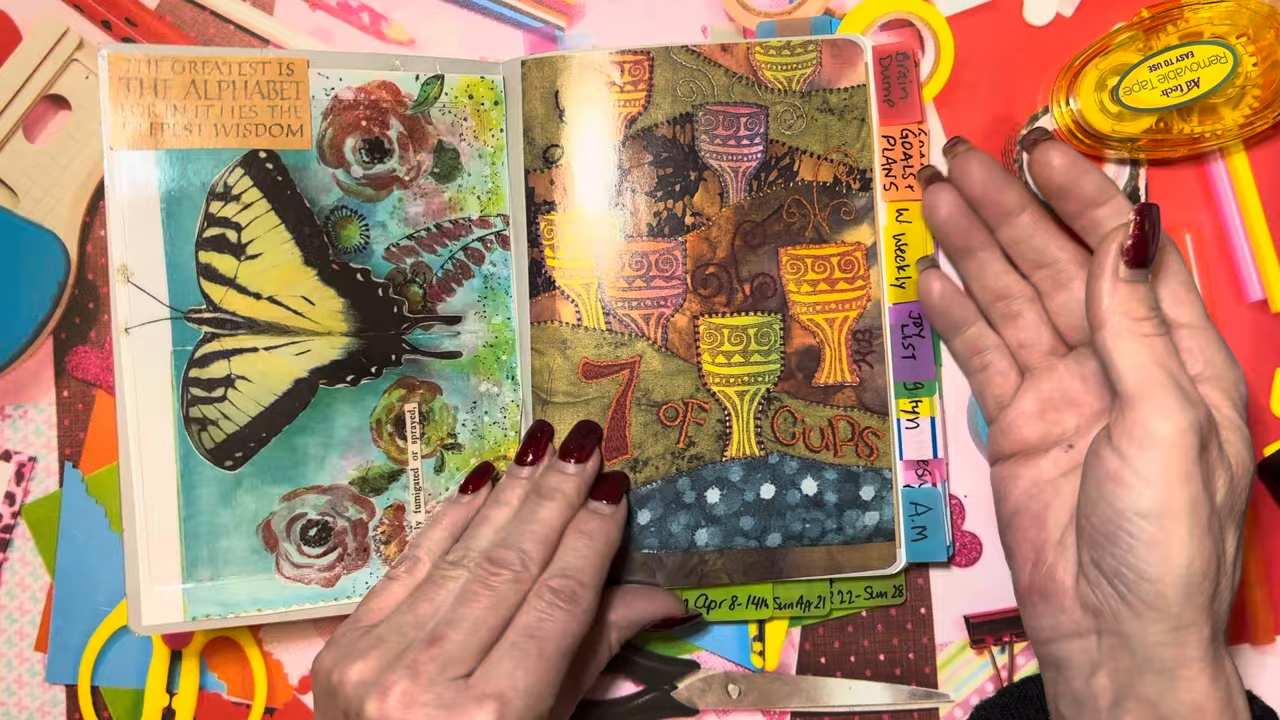 THE GREATEST IS
THE ALPHABET
FOR IN IT LIES THE
WISDOM
fumigated or sprayed,
7 OF CUPS
Brain
Dump
GOALS +
PLANS
W Weekly
JOY
LIST
A.M
Apr 8-14th
Sun Apr 21
22-Sun 28
Ad tech
Removable Tape
EASY TO USE